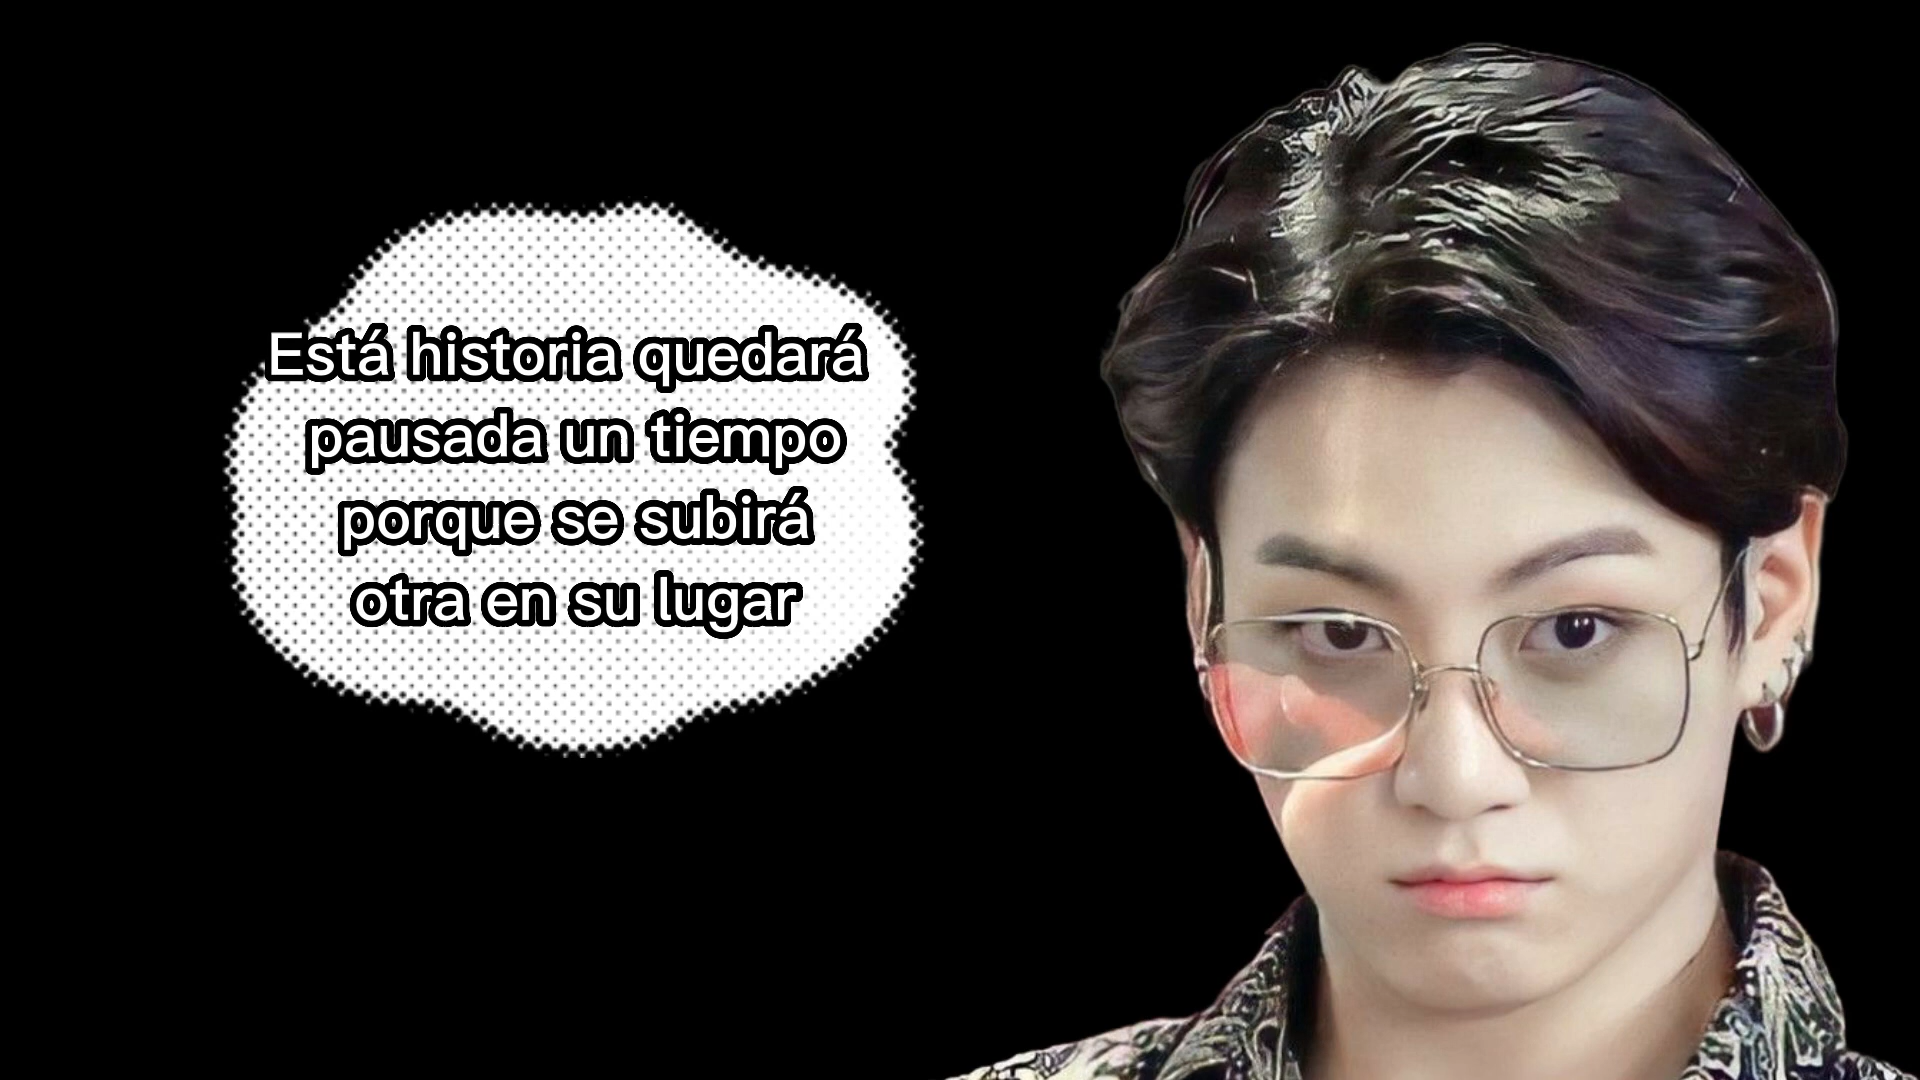 Está historia quedará
pausada un tiempo
porque se subirá
otra en su lugar